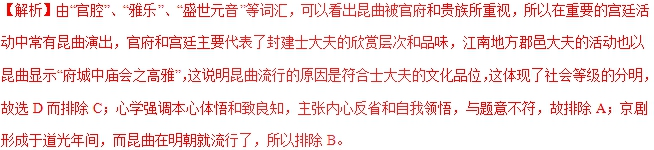 【解析】由“官腔”、“雅乐”、“盛世元音”等词汇，可以看出昆曲被官府和贵族所重视，所以在重要的宫廷活
动中常有昆曲演出，官府和宫廷主要代表了封建士大夫的欣赏层次和品味，江南地方郡邑大夫的活动也以
昆曲显示“府城中庙会之高雅”，这说明昆曲流行的原因是符合士大夫的文化品位，这体现了社会等级的分明，
故选 D 而排除 C；心学强调本心体悟和致良知，主张内心反省和自我领悟，与题意不符，故排除 A；京剧
形成于道光年间，而昆曲在明朝就流行了，所以排除 B。